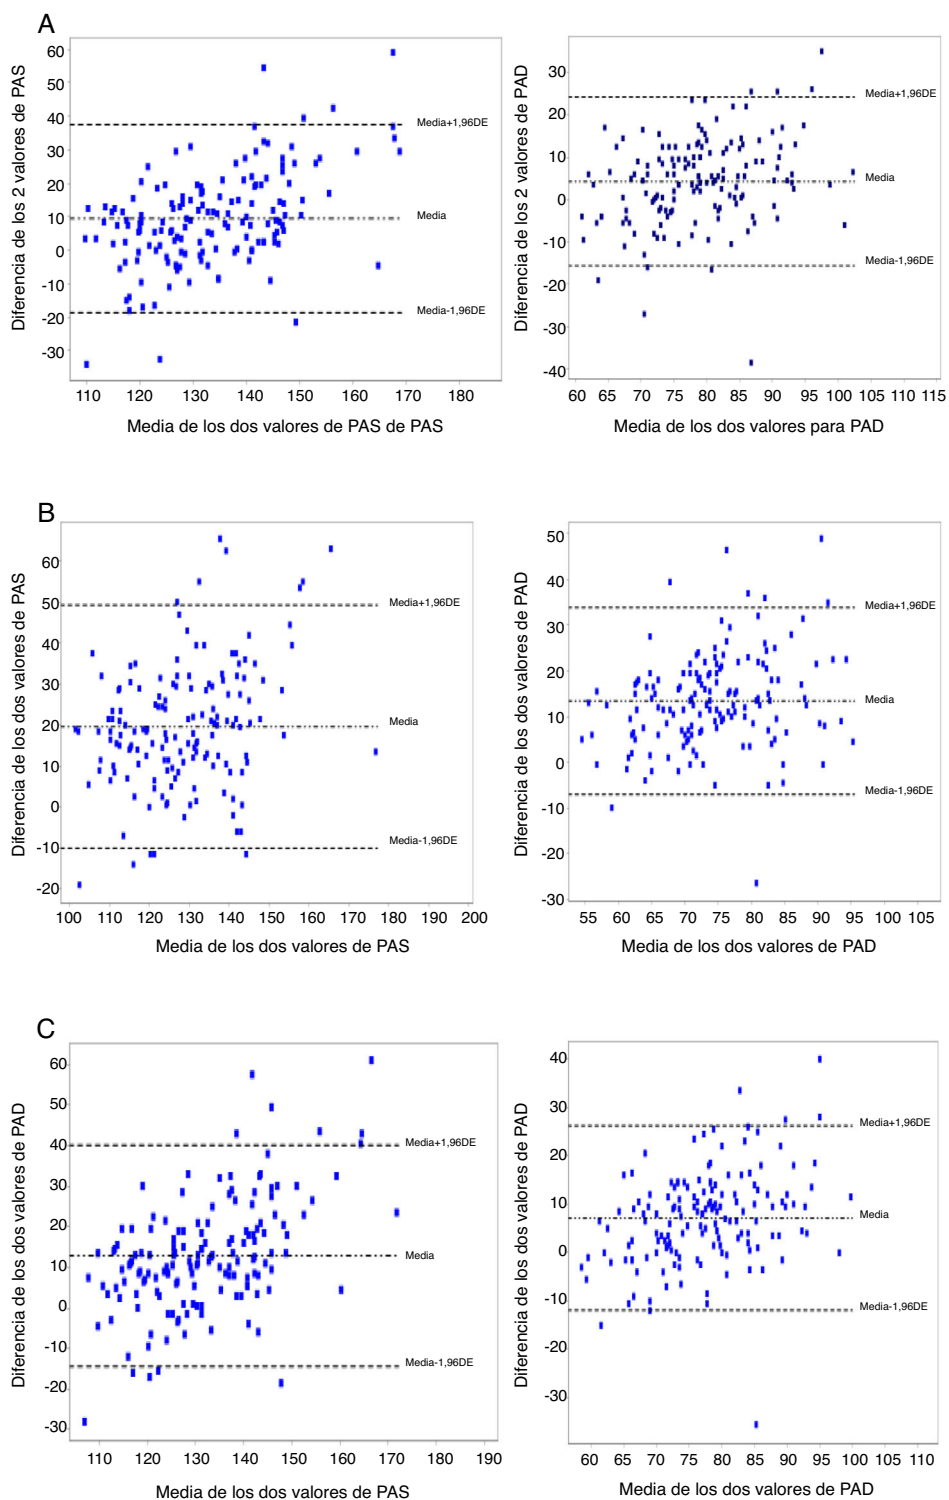 A
Diferencia de los 2 valores de PAS
60
50
40
30
20
10
0
-10
-20
-30
Media+1,96DE
Media
Media-1,96DE
110 120 130 140 150 160 170 180
Media de los dos valores de PAS de PAS
Diferencia de los 2 valores de PAD
30
20
10
0
-10
-20
-30
-40
Media+1,96DE
Media
Media-1,96DE
60 65 70 75 80 85 90 95 100 105 110 115
Media de los dos valores para PAD
B
Diferencia de los dos valores de PAS
60
50
40
30
20
10
0
-10
-20
Media+1,96DE
Media
Media-1,96DE
100 110 120 130 140 150 160 170 180 190 200
Media de los dos valores de PAS
Diferencia de los dos valores de PAD
50
40
30
20
10
0
-10
-20
-30
Media+1,96DE
Media
Media-1,96DE
55 60 65 70 75 80 85 90 95 100 105
Media de los dos valores de PAD
C
Diferencia de los dos valores de PAD
60
50
40
30
20
10
0
-10
-20
-30
Media+1,96DE
Media
Media-1,96DE
110 120 130 140 150 160 170 180 190
Media de los dos valores de PAS
Diferencia de los dos valores de PAD
40
30
20
10
0
-10
-20
-30
Media+1,96DE
Media
Media-1,96DE
60 65 70 75 80 85 90 95 100 105 110
Media de los dos valores de PAD